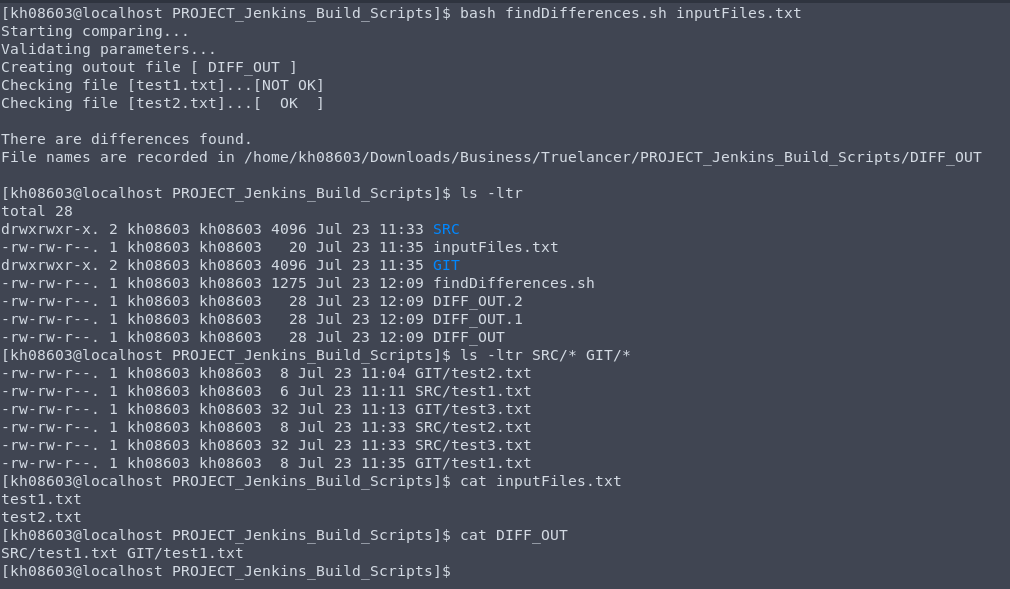 [kh08603@localhost PROJECT_Jenkins_Build_Scripts]$ bash findDifferences.sh inputFiles.txt
Starting comparing...
Validating parameters...
Creating outout file [ DIFF_OUT ]
Checking file [test1.txt]...[NOT OK]
Checking file [test2.txt]...[  OK  ]

There are differences found.
File names are recorded in /home/kh08603/Downloads/Business/Truelancer/PROJECT_Jenkins_Build_Scripts/DIFF_OUT

[kh08603@localhost PROJECT_Jenkins_Build_Scripts]$ ls -ltr
total 28
drwxrwxr-x. 2 kh08603 kh08603 4096 Jul 23 11:33 SRC
-rw-rw-r--. 1 kh08603 kh08603   20 Jul 23 11:35 inputFiles.txt
drwxrwxr-x. 2 kh08603 kh08603 4096 Jul 23 11:35 GIT
-rw-rw-r--. 1 kh08603 kh08603 1275 Jul 23 12:09 findDifferences.sh
-rw-rw-r--. 1 kh08603 kh08603   28 Jul 23 12:09 DIFF_OUT.2
-rw-rw-r--. 1 kh08603 kh08603   28 Jul 23 12:09 DIFF_OUT.1
-rw-rw-r--. 1 kh08603 kh08603   28 Jul 23 12:09 DIFF_OUT
[kh08603@localhost PROJECT_Jenkins_Build_Scripts]$ ls -ltr SRC/* GIT/*
-rw-rw-r--. 1 kh08603 kh08603  8 Jul 23 11:04 GIT/test2.txt
-rw-rw-r--. 1 kh08603 kh08603  6 Jul 23 11:11 SRC/test1.txt
-rw-rw-r--. 1 kh08603 kh08603 32 Jul 23 11:13 GIT/test3.txt
-rw-rw-r--. 1 kh08603 kh08603  8 Jul 23 11:33 SRC/test2.txt
-rw-rw-r--. 1 kh08603 kh08603 32 Jul 23 11:33 SRC/test3.txt
-rw-rw-r--. 1 kh08603 kh08603  8 Jul 23 11:35 GIT/test1.txt
[kh08603@localhost PROJECT_Jenkins_Build_Scripts]$ cat inputFiles.txt
test1.txt
test2.txt
[kh08603@localhost PROJECT_Jenkins_Build_Scripts]$ cat DIFF_OUT
SRC/test1.txt GIT/test1.txt
[kh08603@localhost PROJECT_Jenkins_Build_Scripts]$